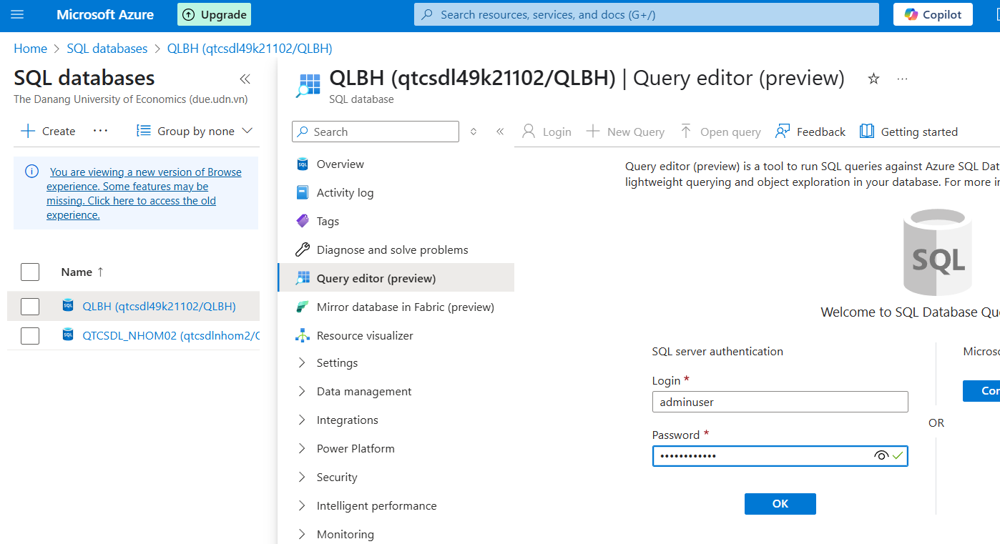 Microsoft Azure
Upgrade
Search resources, services, and docs (G+/)
Copilot
Home > SQL databases > QLBH (qtcsdl49k21102/QLBH)
SQL databases
The Danang University of Economics (due.udn.vn)
Create
Group by none
You are viewing a new version of Browse
experience. Some features may be
missing. Click here to access the old
experience.
Name ↑
QLBH (qtcsdl49k21102/QLBH)
QTCSDL_NHOM02 (qtcsdlnhom2/
QLBH (qtcsdl49k21102/QLBH) | Query editor (preview)
SQL database
Search
Login
New Query
Open query
Feedback
Getting started
Overview
Activity log
Tags
Diagnose and solve problems
Query editor (preview)
Mirror database in Fabric (preview)
Resource visualizer
Settings
Data management
Integrations
Power Platform
Security
Intelligent performance
Monitoring
Query editor (preview) is a tool to run SQL queries against Azure SQL Dat
lightweight querying and object exploration in your database. For more in
SQL
Welcome to SQL Database Qu
SQL server authentication
Microso
Login *
adminuser
Con
OR
Password *
OK